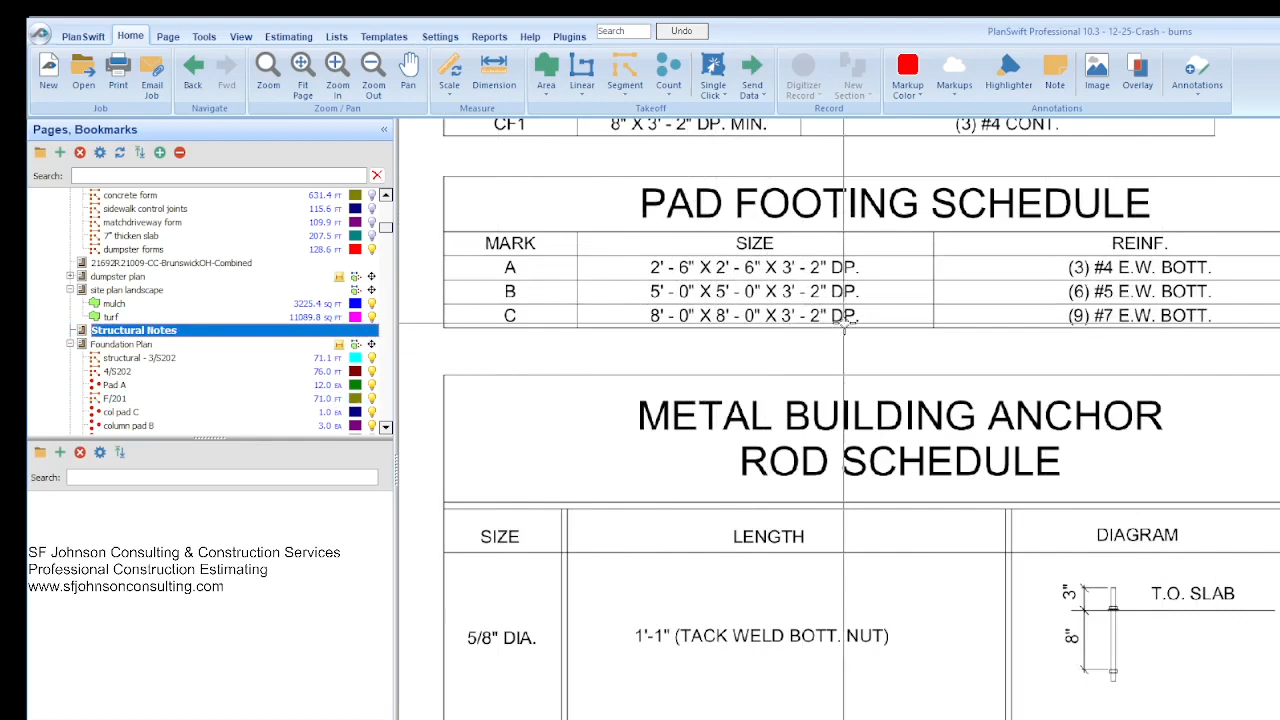 Search
Undo
PlanSwift Professional 10.3 - 12-25-Crash - burns
PlanSwift Home Page Tools View Estimating Lists Templates Settings Reports Help Plugins
New Open Print Email Job Back Fwd Zoom Fit Page Zoom In Zoom Out Pan Scale Dimension Area Linear Segment Count Single Click Send Data Digitizer Record New Section Markup Color Markups Highlighter Note Image Overlay Annotations
Job Navigate Zoom / Pan Measure Takeoff Record Annotations
Pages, Bookmarks
Search:
concrete form 631.4 FT
sidewalk control joints 115.6 FT
matchdriveway form 109.9 FT
7" thicken slab 207.5 FT
dumpster forms 128.6 FT
21692R21009-CC-BrunswickOH-Combined
dumpster plan
site plan landscape
mulch 3225.4 SQ FT
turf 11089.8 SQ FT
Structural Notes
Foundation Plan
structural - 3/S202 71.1 FT
4/S202 76.0 FT
Pad A 12.0 EA
F/201 71.0 FT
col pad C 1.0 EA
column pad B 3.0 EA
Search:
SF Johnson Consulting & Construction Services
Professional Construction Estimating
www.sfjohnsonconsulting.com
CF1 8" X 3' - 2" DP. MIN. (3) #4 CONT.
PAD FOOTING SCHEDULE
MARK SIZE REINF.
A 2' - 6" X 2' - 6" X 3' - 2" DP. (3) #4 E.W. BOTT.
B 5' - 0" X 5' - 0" X 3' - 2" DP. (6) #5 E.W. BOTT.
C 8' - 0" X 8' - 0" X 3' - 2" DP. (9) #7 E.W. BOTT.
METAL BUILDING ANCHOR
ROD SCHEDULE
SIZE LENGTH DIAGRAM
3" T.O. SLAB
8"
5/8" DIA. 1'-1" (TACK WELD BOTT. NUT)